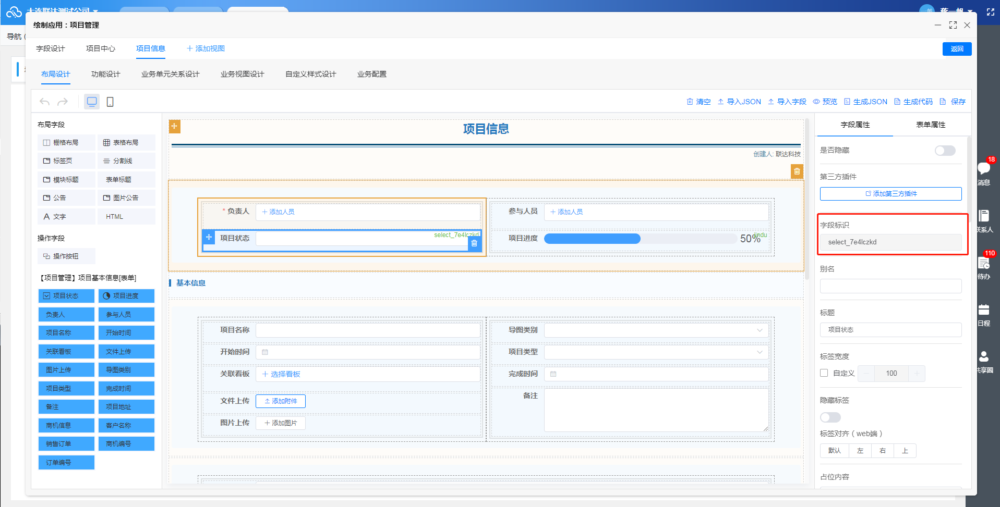 大连联达测试公司
一帆 蒋一帆
导航 (
绘制应用：项目管理
字段设计 项目中心 项目信息 添加视图 返回
布局设计 功能设计 业务单元关系设计 业务视图设计 自定义样式设计 业务配置
清空 导入JSON 导入字段 预览 生成JSON 生成代码 保存
布局字段
栅格布局 表格布局
标签页 分割线
模块标题 表单标题
公告 图片公告
A 文字 HTML
操作字段
操作按钮
【项目管理】项目基本信息[表单]
项目状态 项目进度
负责人 参与人员
项目名称 开始时间
关联看板 文件上传
图片上传 导图类别
项目类型 完成时间
备注 项目地址
商机信息 客户名称
销售订单 商机编号
订单编号
项目信息
创建人: 联达科技
* 负责人 添加人员 参与人员 添加人员
项目状态 select_7e4lczkd 项目进度 50% jindu
基本信息
项目名称 导图类别
开始时间 项目类型
关联看板 选择看板 完成时间
文件上传 添加附件 备注
图片上传 添加图片
字段属性 表单属性
是否隐藏
第三方插件
添加第三方插件
字段标识
select_7e4lczkd
别名
标题
项目状态
标签宽度
自定义 100
隐藏标签
标签对齐（web端）
默认 左 右 上
占位内容
18
消息
联系人
110
待办
日程
共享圈